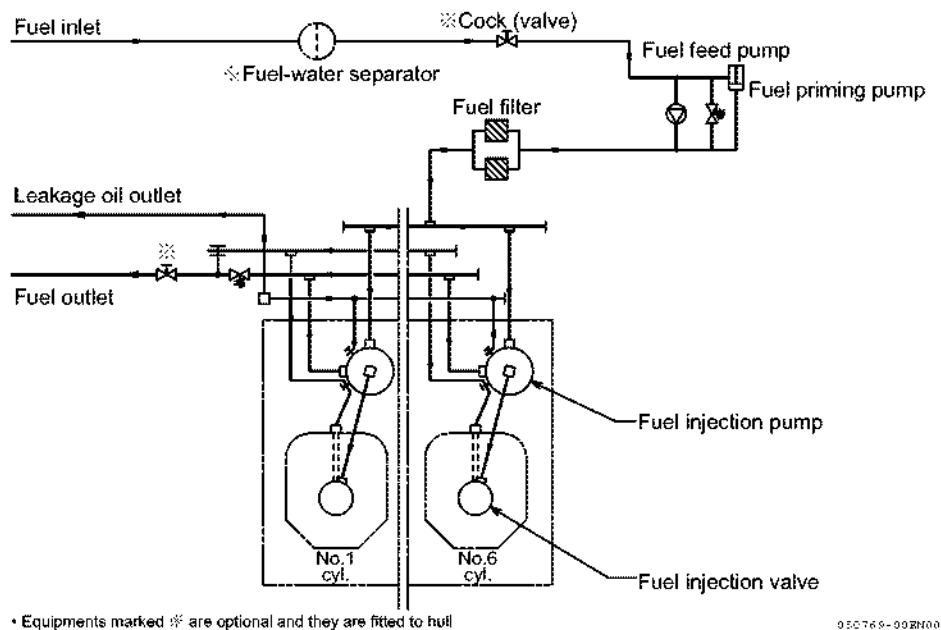 Fuel inlet
※Cock (valve)
※Fuel-water separator
Fuel feed pump
Fuel priming pump
Fuel filter
Leakage oil outlet
※
Fuel outlet
Fuel injection pump
No.1
cyl.
No.6
cyl.
Fuel injection valve
• Equipments marked ※ are optional and they are fitted to hull